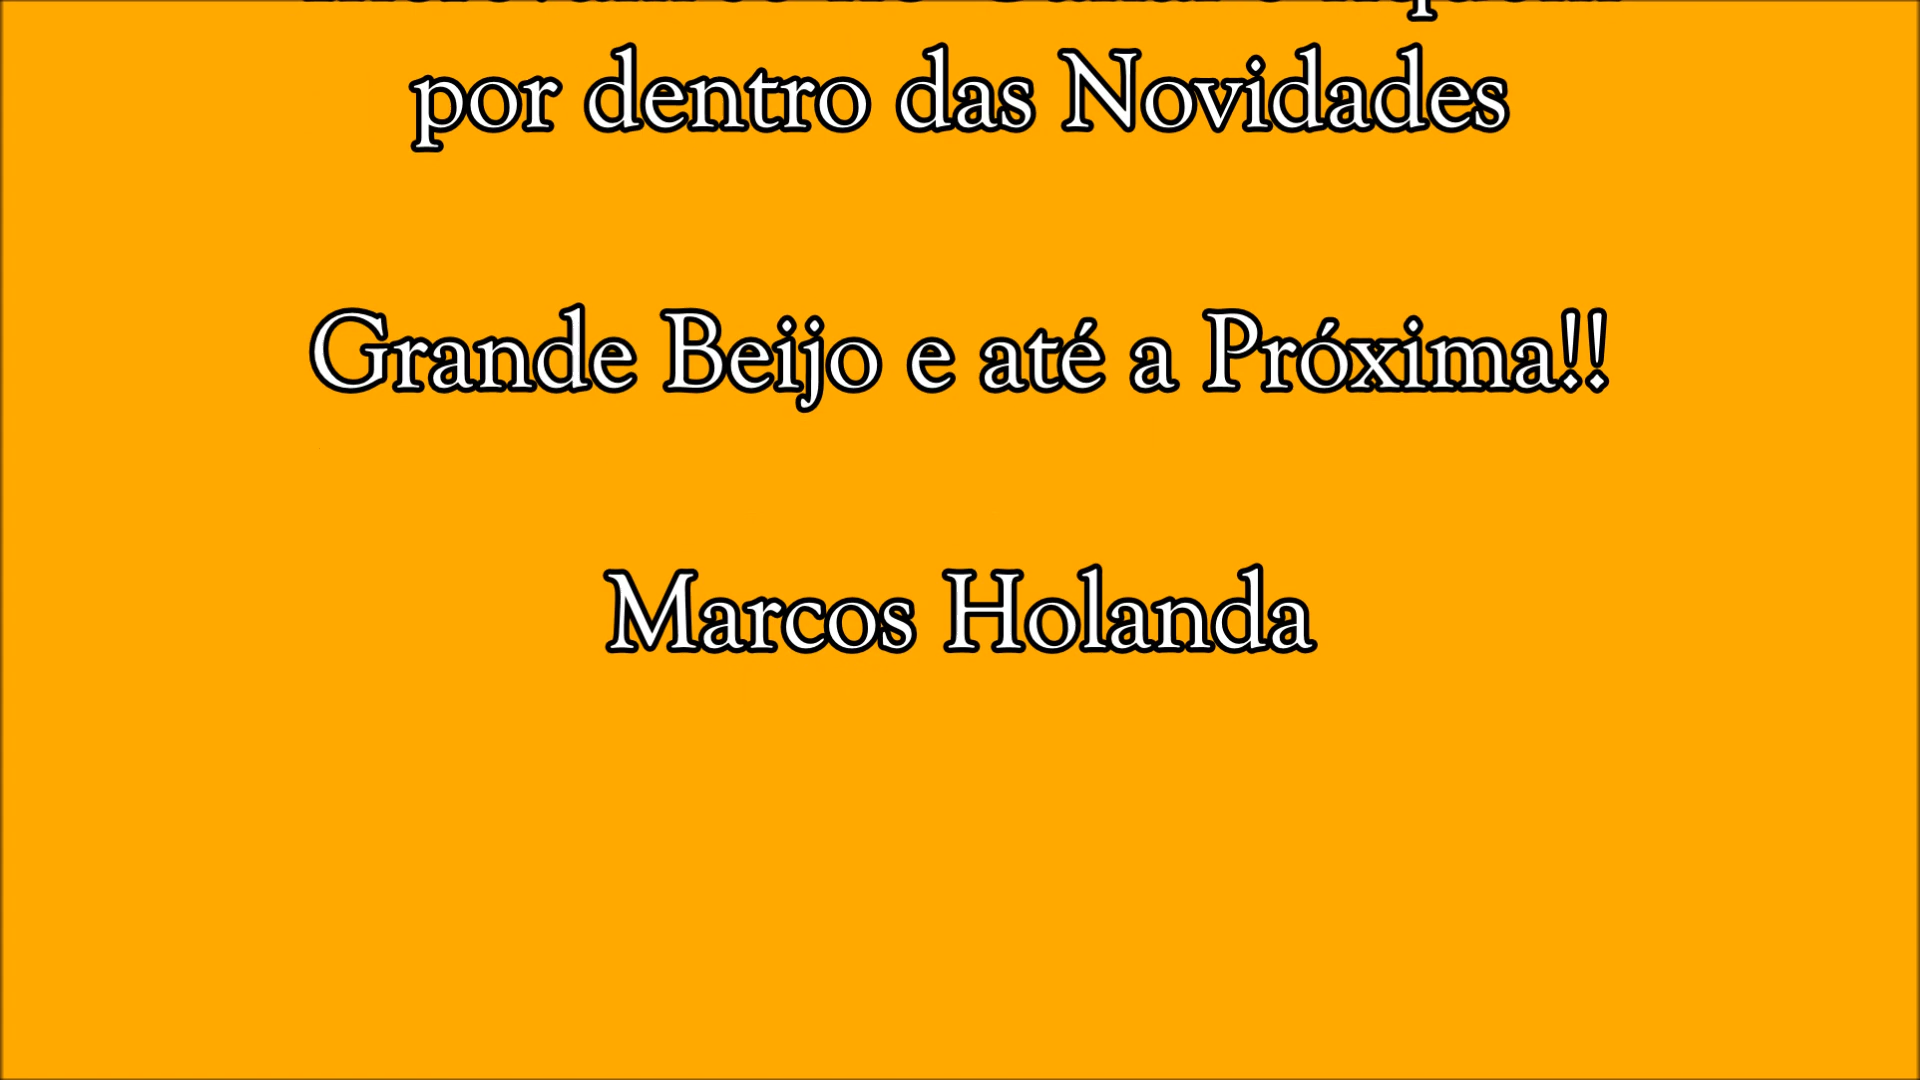 por dentro das Novidades
Grande Beijo e até a Próxima!!
Marcos Holanda